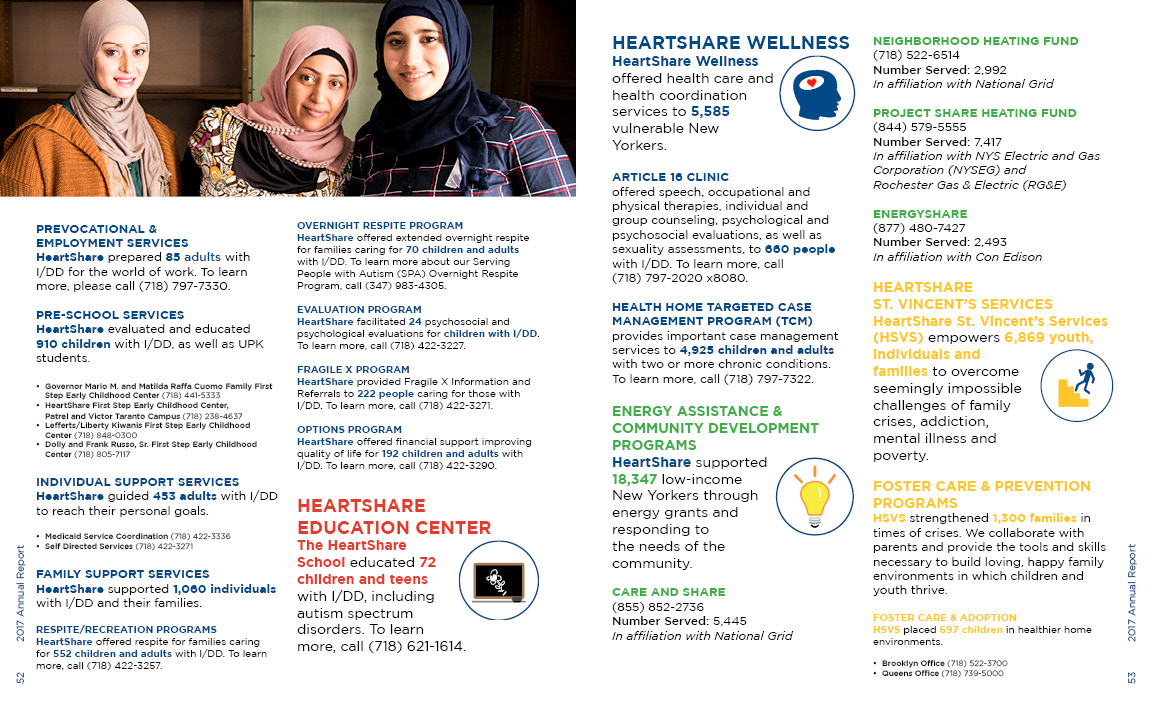 PREVOCATIONAL &
EMPLOYMENT SERVICES
HeartShare prepared 85 adults with
I/DD for the world of work. To learn
more, please call (718) 797-7330.
PRE-SCHOOL SERVICES
HeartShare evaluated and educated
910 children with I/DD, as well as UPK
students.
• Governor Mario M. and Matilda Raffa Cuomo Family First
Step Early Childhood Center (718) 441-5333
• HeartShare First Step Early Childhood Center,
Patrel and Victor Taranto Campus (718) 238-4637
• Lefferts/Liberty Kiwanis First Step Early Childhood
Center (718) 848-0300
• Dolly and Frank Russo, Sr. First Step Early Childhood
Center (718) 805-7117
INDIVIDUAL SUPPORT SERVICES
HeartShare guided 453 adults with I/DD
to reach their personal goals.
• Medicaid Service Coordination (718) 422-3336
• Self Directed Services (718) 422-3271
FAMILY SUPPORT SERVICES
HeartShare supported 1,060 individuals
with I/DD and their families.
RESPITE/RECREATION PROGRAMS
HeartShare offered respite for families caring
for 552 children and adults with I/DD. To learn
more, call (718) 422-3257.
52 2017 Annual Report
OVERNIGHT RESPITE PROGRAM
HeartShare offered extended overnight respite
for families caring for 70 children and adults
with I/DD. To learn more about our Serving
People with Autism (SPA) Overnight Respite
Program, call (347) 983-4305.
EVALUATION PROGRAM
HeartShare facilitated 24 psychosocial and
psychological evaluations for children with I/DD.
To learn more, call (718) 422-3227.
FRAGILE X PROGRAM
HeartShare provided Fragile X Information and
Referrals to 222 people caring for those with
I/DD. To learn more, call (718) 422-3271.
OPTIONS PROGRAM
HeartShare offered financial support improving
quality of life for 192 children and adults with
I/DD. To learn more, call (718) 422-3290.
HEARTSHARE
EDUCATION CENTER
The HeartShare
School educated 72
children and teens
with I/DD, including
autism spectrum
disorders. To learn
more, call (718) 621-1614.
HEARTSHARE WELLNESS
HeartShare Wellness
offered health care and
health coordination
services to 5,585
vulnerable New
Yorkers.
ARTICLE 16 CLINIC
offered speech, occupational and
physical therapies, individual and
group counseling, psychological and
psychosocial evaluations, as well as
sexuality assessments, to 660 people
with I/DD. To learn more, call
(718) 797-2020 x8080.
HEALTH HOME TARGETED CASE
MANAGEMENT PROGRAM (TCM)
provides important case management
services to 4,925 children and adults
with two or more chronic conditions.
To learn more, call (718) 797-7322.
ENERGY ASSISTANCE &
COMMUNITY DEVELOPMENT
PROGRAMS
HeartShare supported
18,347 low-income
New Yorkers through
energy grants and
responding to
the needs of the
community.
CARE AND SHARE
(855) 852-2736
Number Served: 5,445
In affiliation with National Grid
NEIGHBORHOOD HEATING FUND
(718) 522-6514
Number Served: 2,992
In affiliation with National Grid
PROJECT SHARE HEATING FUND
(844) 579-5555
Number Served: 7,417
In affiliation with NYS Electric and Gas
Corporation (NYSEG) and
Rochester Gas & Electric (RG&E)
ENERGYSHARE
(877) 480-7427
Number Served: 2,493
In affiliation with Con Edison
HEARTSHARE
ST. VINCENT'S SERVICES
HeartShare St. Vincent's Services
(HSVS) empowers 6,869 youth,
individuals and
families to overcome
seemingly impossible
challenges of family
crises, addiction,
mental illness and
poverty.
FOSTER CARE & PREVENTION
PROGRAMS
HSVS strengthened 1,300 families in
times of crises. We collaborate with
parents and provide the tools and skills
necessary to build loving, happy family
environments in which children and
youth thrive.
FOSTER CARE & ADOPTION
HSVS placed 697 children in healthier home
environments.
• Brooklyn Office (718) 522-3700
• Queens Office (718) 739-5000
53 2017 Annual Report